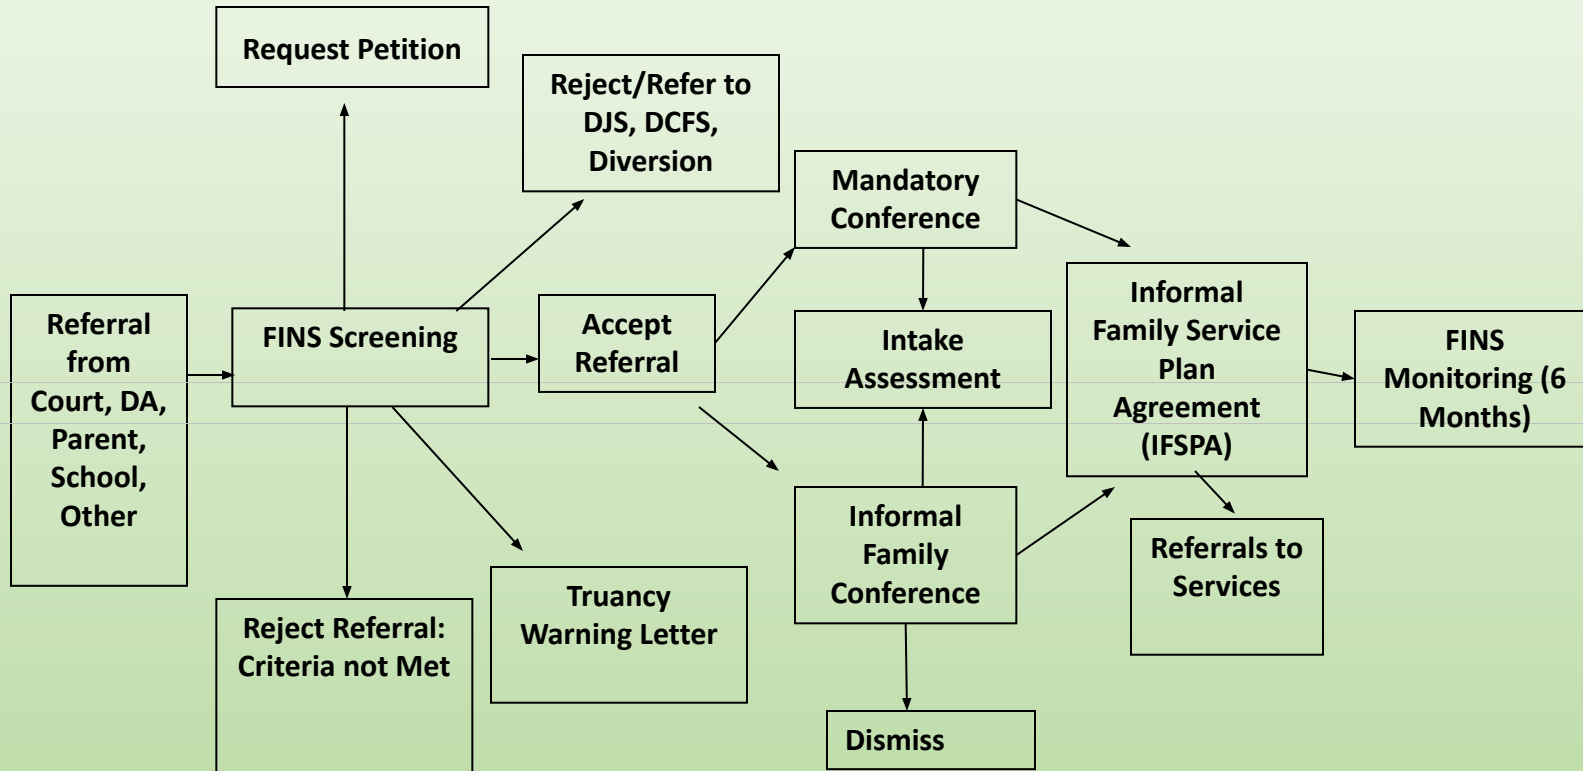 Request Petition
Reject/Refer to
DJS, DCFS,
Diversion
Mandatory
Conference
Referral
from
Court, DA,
Parent,
School,
Other
FINS Screening
Accept
Referral
Intake
Assessment
Informal
Family Service
Plan
Agreement
(IFSPA)
FINS
Monitoring (6
Months)
Informal
Family
Conference
Referrals to
Services
Truancy
Warning Letter
Reject Referral:
Criteria not Met
Dismiss